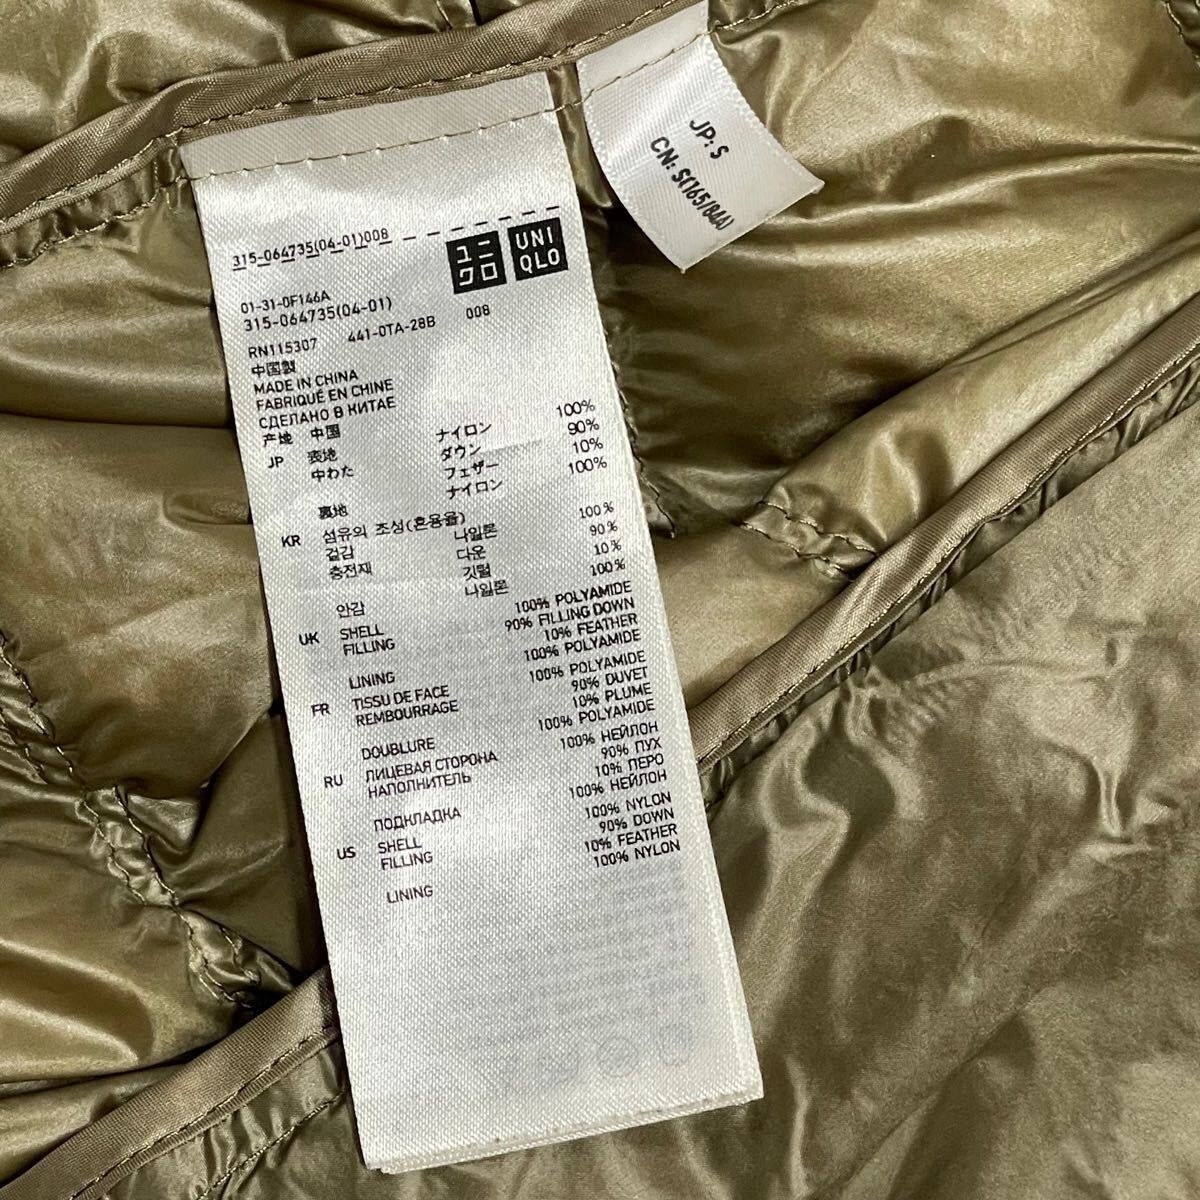 JP: S
CN: S(165/84A)
315-064735(04-01)008
ユニクロ
UNIQLO
01-31-0F146A
315-064735(04-01)
RN115307 441-0TA-28B 008
中国製
MADE IN CHINA
FABRIQUÉ EN CHINE
СДЕЛАНО В КИТАЕ
产地 中国
JP 表地 ナイロン 100%
中わた ダウン 90%
フェザー 10%
裏地 ナイロン 100%
KR 섬유의 조성(혼용율)
겉감 나일론 100%
충전재 다운 90%
깃털 10%
안감 나일론 100%
UK SHELL 100% POLYAMIDE
FILLING 90% FILLING DOWN
10% FEATHER
LINING 100% POLYAMIDE
FR TISSU DE FACE 100% POLYAMIDE
REMBOURRAGE 90% DUVET
10% PLUME
DOUBLURE 100% POLYAMIDE
RU ЛИЦЕВАЯ СТОРОНА 100% НЕЙЛОН
НАПОЛНИТЕЛЬ 90% ПУХ
10% ПЕРО
ПОДКЛАДКА 100% НЕЙЛОН
US SHELL 100% NYLON
FILLING 90% DOWN
10% FEATHER
LINING 100% NYLON